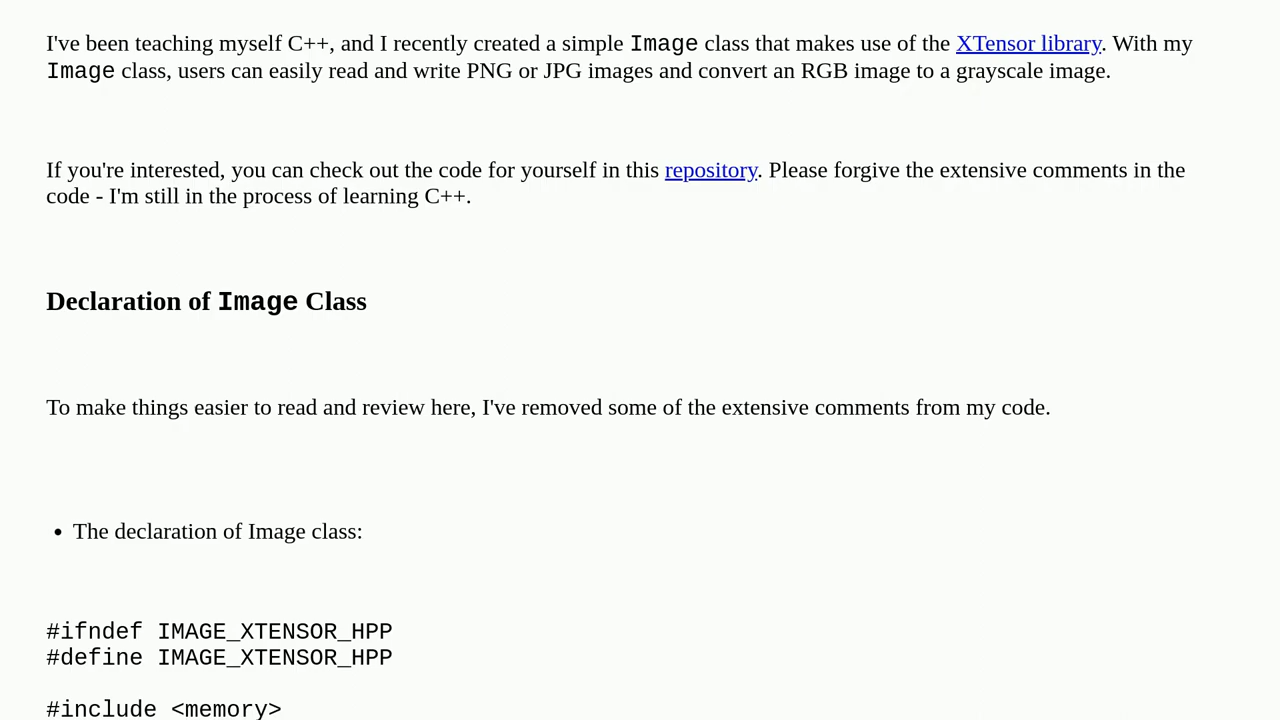 I've been teaching myself C++, and I recently created a simple Image class that makes use of the XTensor library. With my
Image class, users can easily read and write PNG or JPG images and convert an RGB image to a grayscale image.
If you're interested, you can check out the code for yourself in this repository. Please forgive the extensive comments in the
code - I'm still in the process of learning C++.
Declaration of Image Class
To make things easier to read and review here, I've removed some of the extensive comments from my code.
• The declaration of Image class:
#ifndef IMAGE_XTENSOR_HPP
#define IMAGE_XTENSOR_HPP
#include <memory>